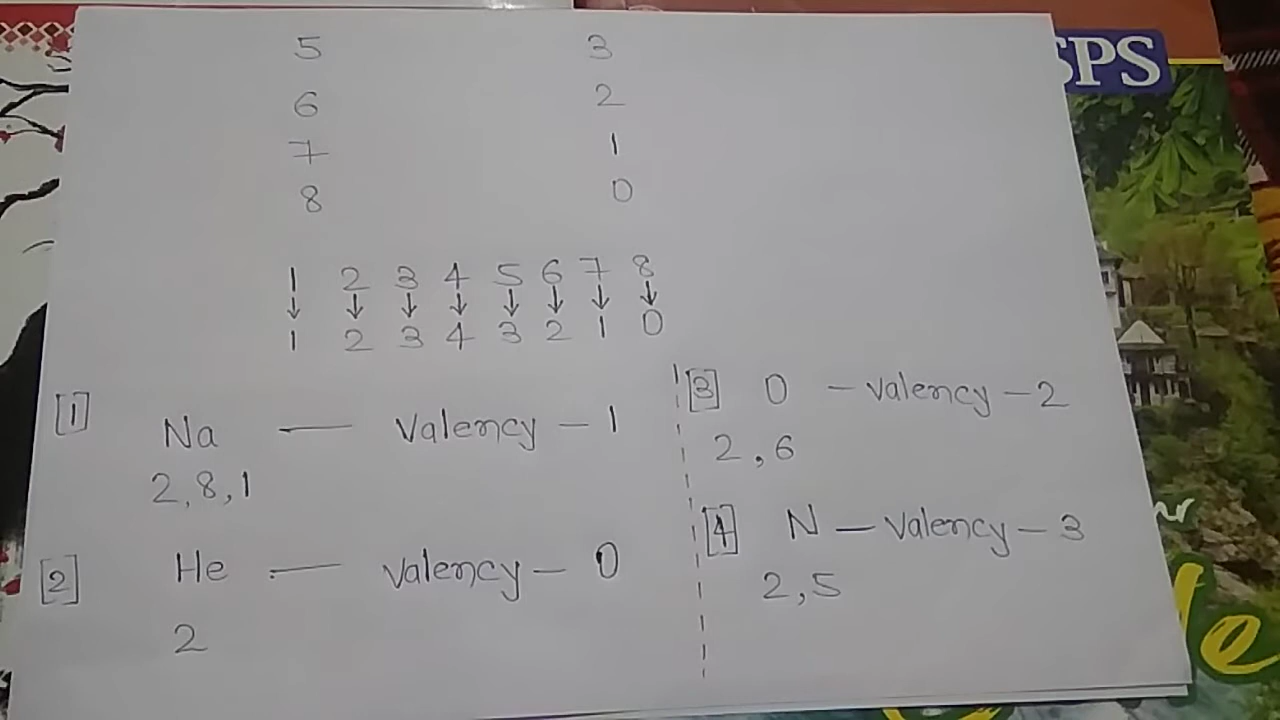 5 3
6 2
7 1
8 0
1 2 3 4 5 6 7 8
↓ ↓ ↓ ↓ ↓ ↓ ↓ ↓
1 2 3 4 3 2 1 0
[1] Na — Valency - 1
2,8,1
[2] He — Valency - 0
2
[3] O - Valency - 2
2,6
[4] N - Valency - 3
2,5
SPS